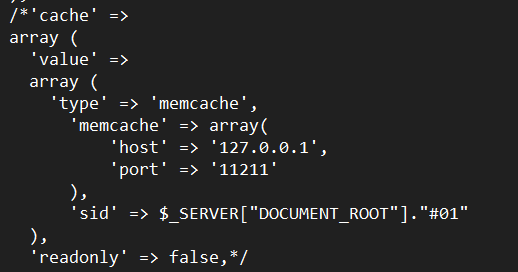 /*'cache' =>
array (
'value' =>
array (
'type' => 'memcache',
'memcache' => array(
'host' => '127.0.0.1',
'port' => '11211'
),
'sid' => $_SERVER["DOCUMENT_ROOT"]."#01"
),
'readonly' => false,*/